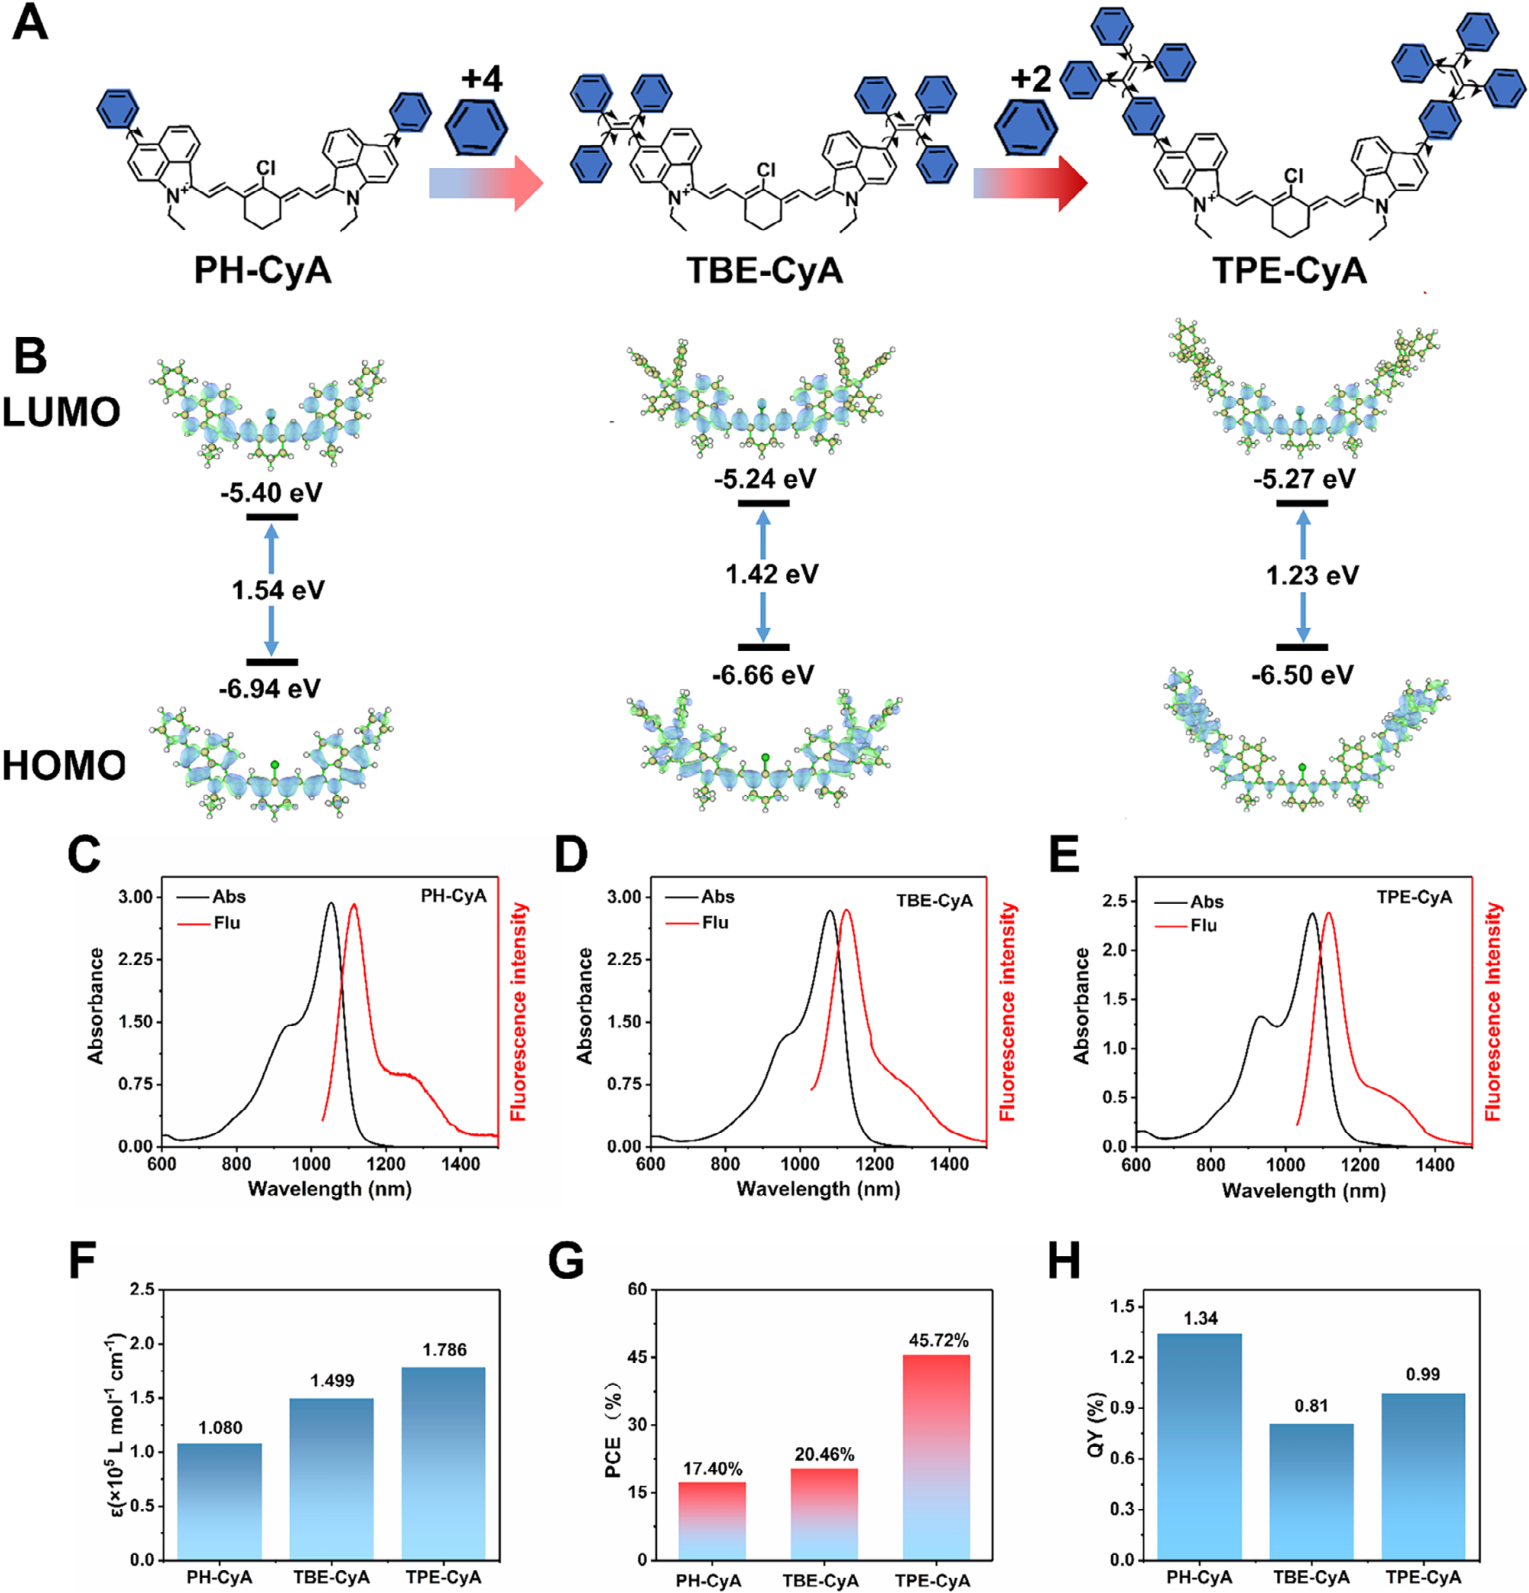 A
+4
+2
Cl
N+
N
Cl
N+
N
Cl
N+
N
PH-CyA
TBE-CyA
TPE-CyA
B
LUMO
-5.40 eV
-5.24 eV
-5.27 eV
1.54 eV
1.42 eV
1.23 eV
-6.94 eV
-6.66 eV
-6.50 eV
HOMO
C
Abs
Flu
PH-CyA
3.00
2.25
1.50
0.75
0.00
Absorbance
Fluorescence intensity
600 800 1000 1200 1400
Wavelength (nm)
D
Abs
Flu
TBE-CyA
3.00
2.25
1.50
0.75
0.00
Absorbance
Fluorescence intensity
600 800 1000 1200 1400
Wavelength (nm)
E
Abs
Flu
TPE-CyA
2.5
2.0
1.5
1.0
0.5
0.0
Absorbance
Fluorescence Intensity
600 800 1000 1200 1400
Wavelength (nm)
F
2.5
2.0
1.5
1.0
0.5
0.0
ε(×10⁵ L mol⁻¹ cm⁻¹)
1.080
1.499
1.786
PH-CyA TBE-CyA TPE-CyA
G
60
45
30
15
0
PCE （%）
17.40%
20.46%
45.72%
PH-CyA TBE-CyA TPE-CyA
H
1.5
1.2
0.9
0.6
0.3
0.0
QY (%)
1.34
0.81
0.99
PH-CyA TBE-CyA TPE-CyA